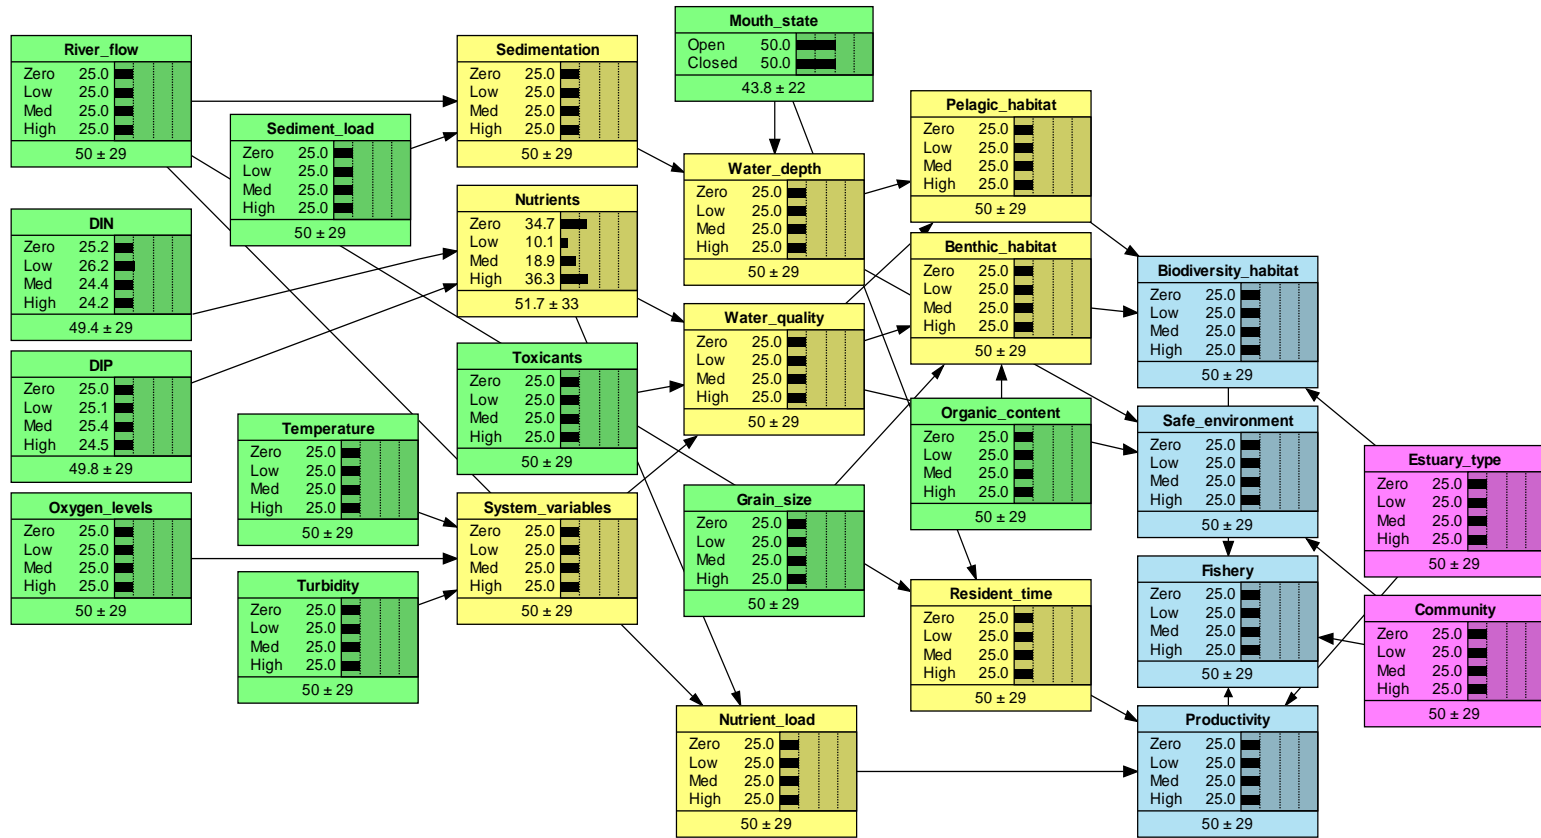 River_flow
Zero 25.0
Low 25.0
Med 25.0
High 25.0
50 ± 29
Sediment_load
Zero 25.0
Low 25.0
Med 25.0
High 25.0
50 ± 29
DIN
Zero 25.2
Low 26.2
Med 24.4
High 24.2
49.4 ± 29
DIP
Zero 25.0
Low 25.1
Med 25.4
High 24.5
49.8 ± 29
Oxygen_levels
Zero 25.0
Low 25.0
Med 25.0
High 25.0
50 ± 29
Temperature
Zero 25.0
Low 25.0
Med 25.0
High 25.0
50 ± 29
Turbidity
Zero 25.0
Low 25.0
Med 25.0
High 25.0
50 ± 29
Sedimentation
Zero 25.0
Low 25.0
Med 25.0
High 25.0
50 ± 29
Nutrients
Zero 34.7
Low 10.1
Med 18.9
High 36.3
51.7 ± 33
Toxicants
Zero 25.0
Low 25.0
Med 25.0
High 25.0
50 ± 29
System_variables
Zero 25.0
Low 25.0
Med 25.0
High 25.0
50 ± 29
Mouth_state
Open 50.0
Closed 50.0
43.8 ± 22
Water_depth
Zero 25.0
Low 25.0
Med 25.0
High 25.0
50 ± 29
Water_quality
Zero 25.0
Low 25.0
Med 25.0
High 25.0
50 ± 29
Grain_size
Zero 25.0
Low 25.0
Med 25.0
High 25.0
50 ± 29
Nutrient_load
Zero 25.0
Low 25.0
Med 25.0
High 25.0
50 ± 29
Pelagic_habitat
Zero 25.0
Low 25.0
Med 25.0
High 25.0
50 ± 29
Benthic_habitat
Zero 25.0
Low 25.0
Med 25.0
High 25.0
50 ± 29
Organic_content
Zero 25.0
Low 25.0
Med 25.0
High 25.0
50 ± 29
Resident_time
Zero 25.0
Low 25.0
Med 25.0
High 25.0
50 ± 29
Biodiversity_habitat
Zero 25.0
Low 25.0
Med 25.0
High 25.0
50 ± 29
Safe_environment
Zero 25.0
Low 25.0
Med 25.0
High 25.0
50 ± 29
Fishery
Zero 25.0
Low 25.0
Med 25.0
High 25.0
50 ± 29
Productivity
Zero 25.0
Low 25.0
Med 25.0
High 25.0
50 ± 29
Estuary_type
Zero 25.0
Low 25.0
Med 25.0
High 25.0
50 ± 29
Community
Zero 25.0
Low 25.0
Med 25.0
High 25.0
50 ± 29